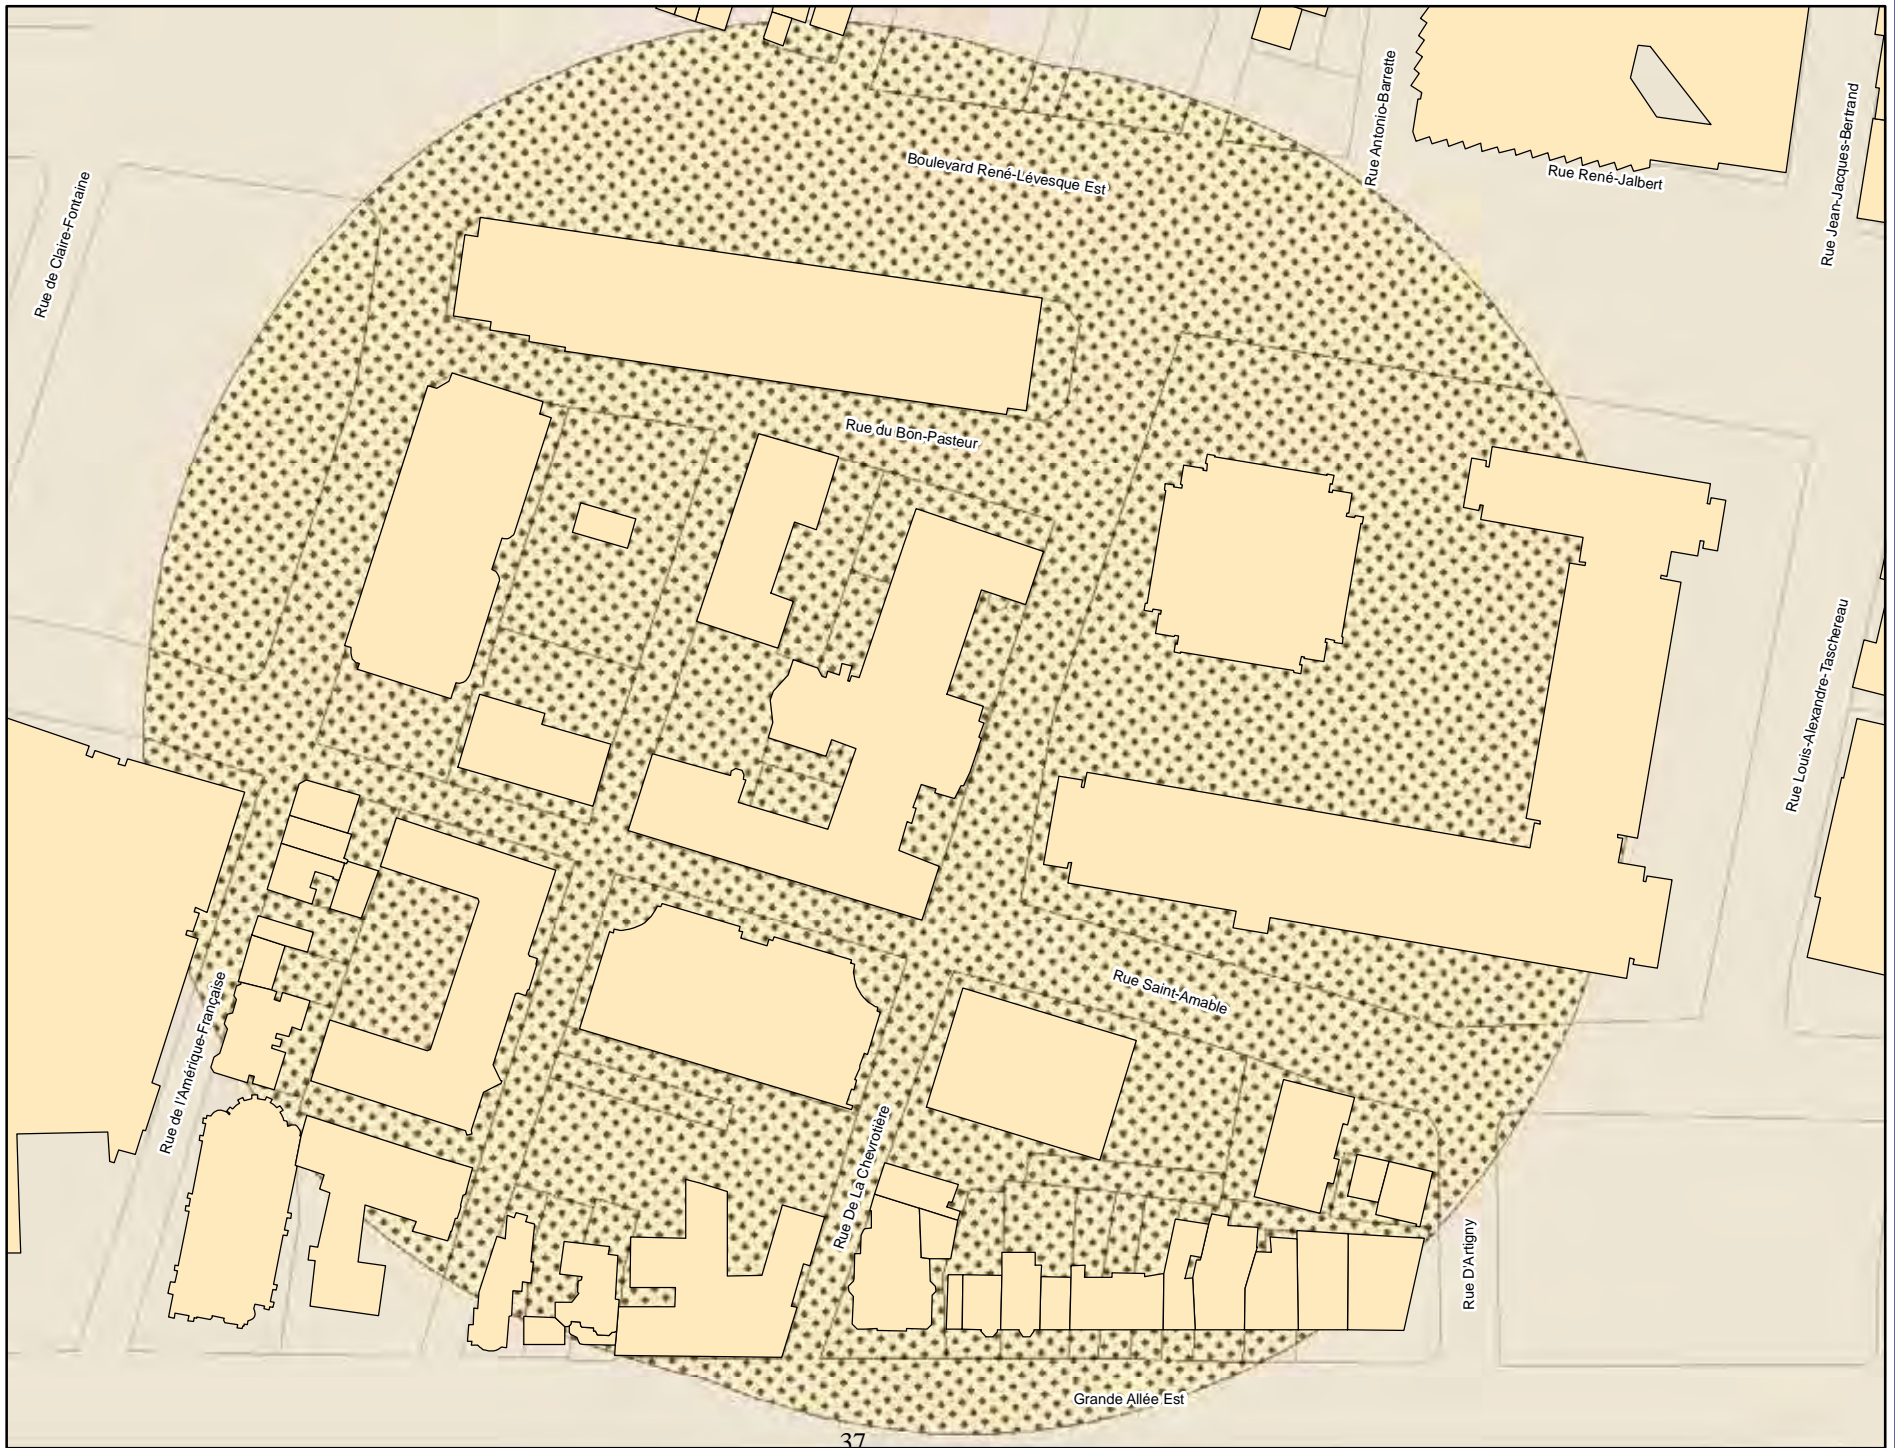 Rue Antonio-Barrette
Rue Jean-Jacques-Bertrand
Boulevard René-Lévesque Est
Rue René-Jalbert
Rue de Claire-Fontaine
Rue du Bon-Pasteur
Rue Louis-Alexandre-Taschereau
Rue Saint-Amable
Rue de l'Amérique-Française
Rue De La Chevrotière
Rue D'Artigny
Grande Allée Est
37